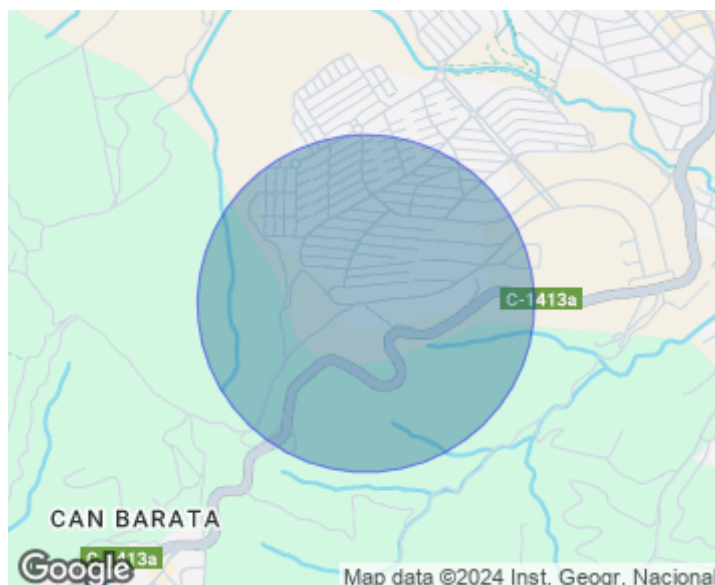 C-1413a
CAN BARATA
C-1413a
Google
Map data ©2024 Inst. Geogr. Nacional